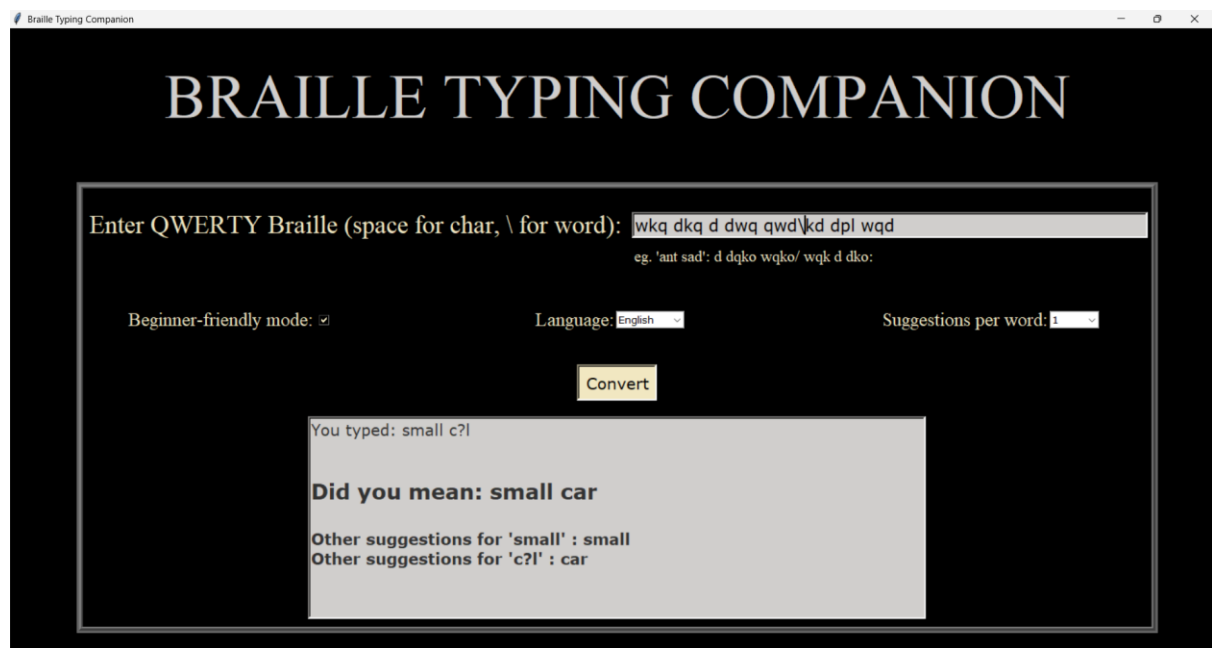 Braille Typing Companion
BRAILLE TYPING COMPANION
Enter QWERTY Braille (space for char, \ for word): wkq dkq d dwq qwd\kd dpl wqd
eg. 'ant sad': d dqko wqko/ wqk d dko:
Beginner-friendly mode: Language: English Suggestions per word: 1
Convert
You typed: small c?l
Did you mean: small car
Other suggestions for 'small' : small
Other suggestions for 'c?l' : car